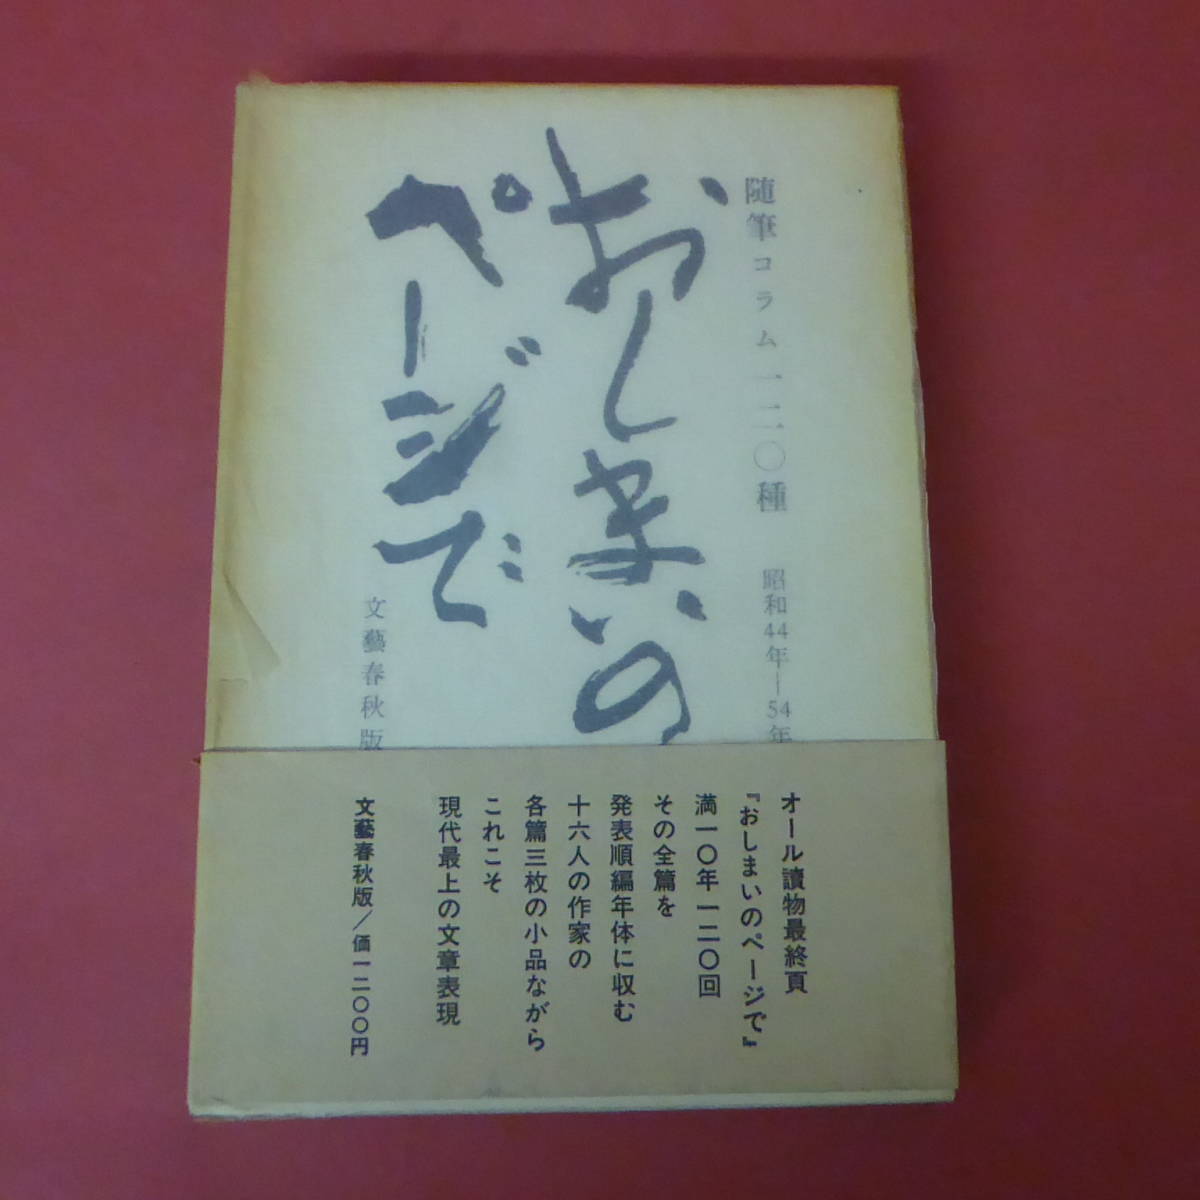 随筆コラム一二〇種 昭和44年—54年
おしまいの
ページで
文藝春秋版
オール讀物最終頁
『おしまいのページで』
満一〇年一二〇回
その全篇を
発表順編年体に収む
十六人の作家の
各篇三枚の小品ながら
これこそ
現代最上の文章表現
文藝春秋版/価一二〇〇円